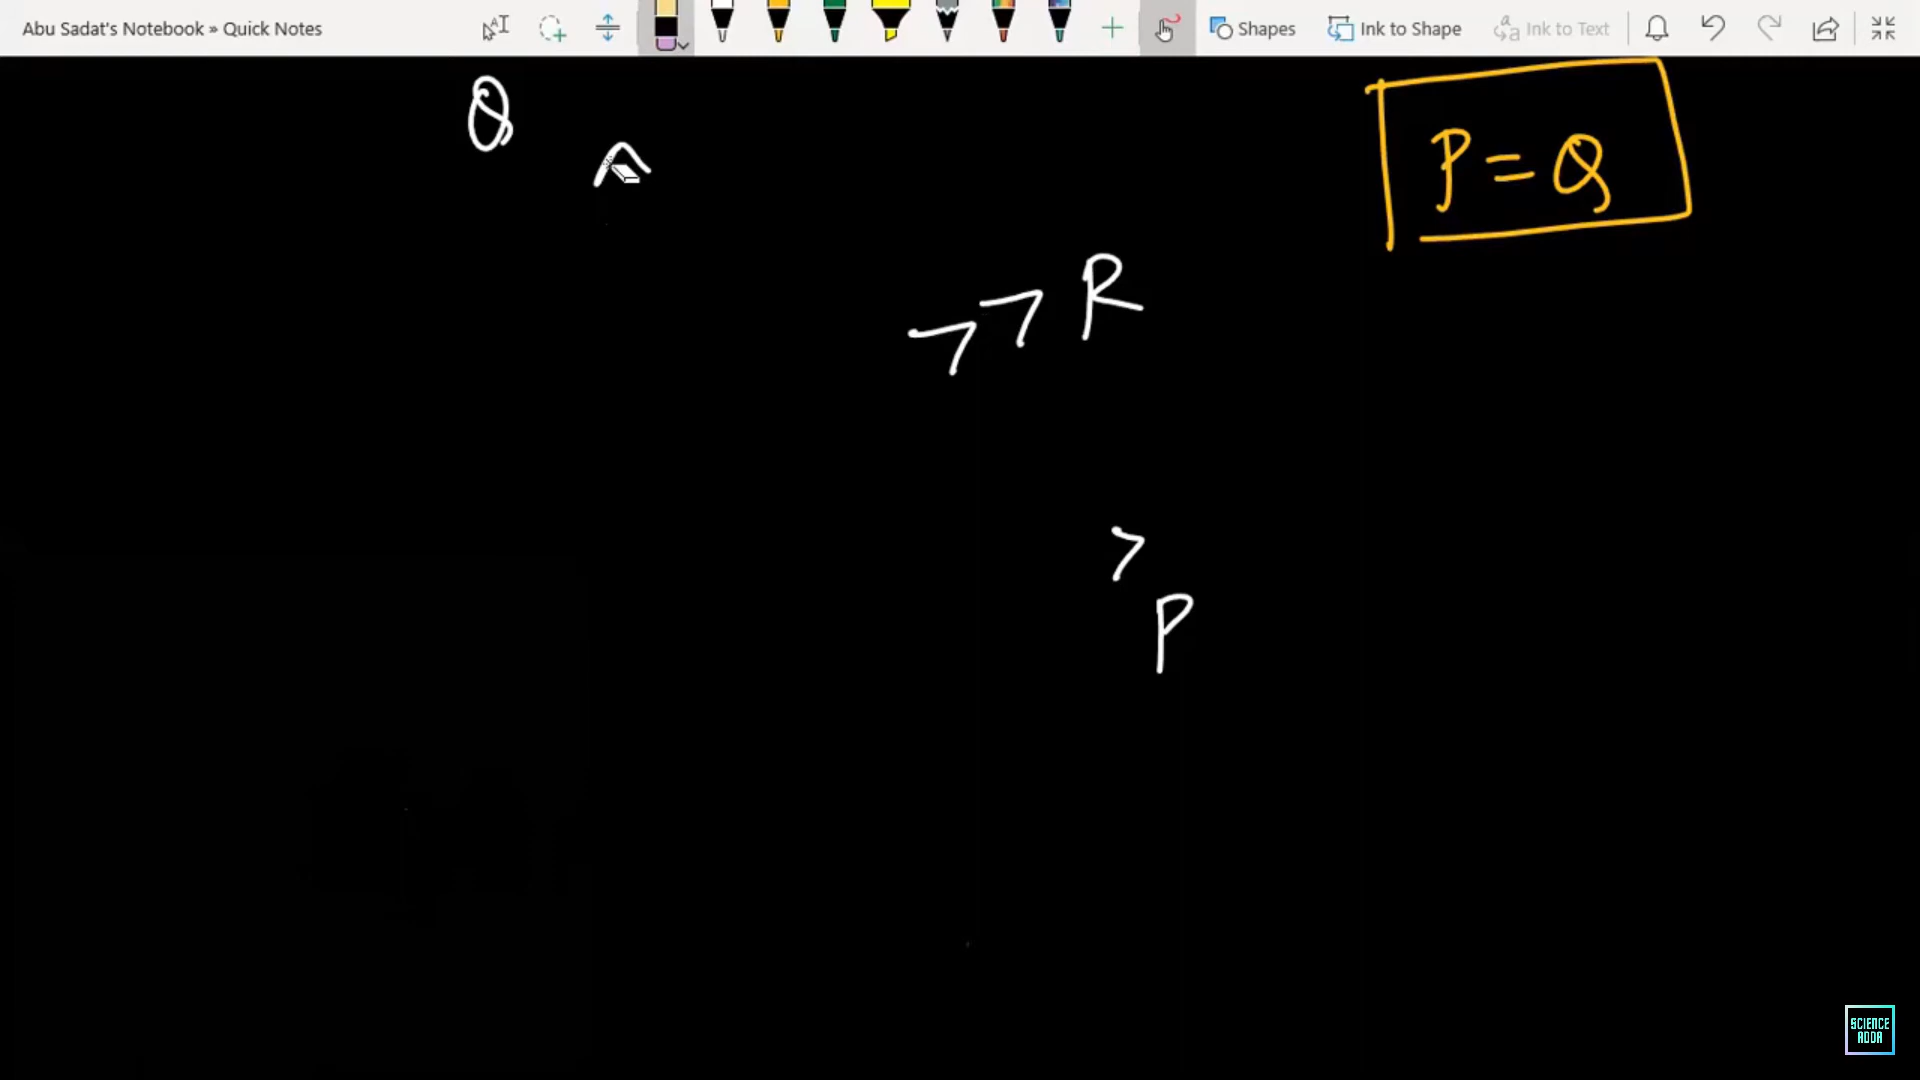 Abu Sadat's Notebook » Quick Notes Shapes Ink to Shape Ink to Text
Q
P = Q
R
P
SCIENCE
ADDA